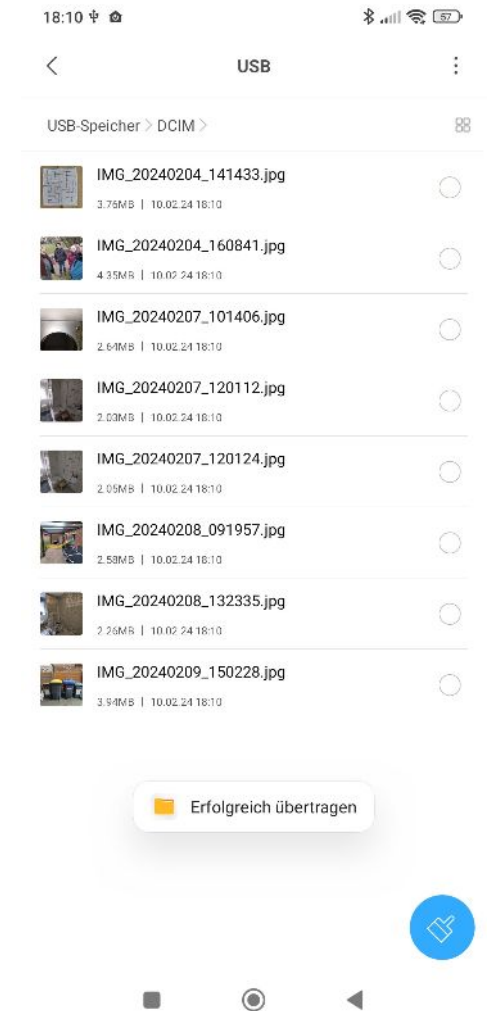 18:10
57
USB
USB-Speicher > DCIM >
IMG_20240204_141433.jpg
3.76MB | 10.02.24 18:10
IMG_20240204_160841.jpg
4.35MB | 10.02.24 18:10
IMG_20240207_101406.jpg
2.64MB | 10.02.24 18:10
IMG_20240207_120112.jpg
2.03MB | 10.02.24 18:10
IMG_20240207_120124.jpg
2.05MB | 10.02.24 18:10
IMG_20240208_091957.jpg
2.58MB | 10.02.24 18:10
IMG_20240208_132335.jpg
2.26MB | 10.02.24 18:10
IMG_20240209_150228.jpg
3.94MB | 10.02.24 18:10
Erfolgreich übertragen